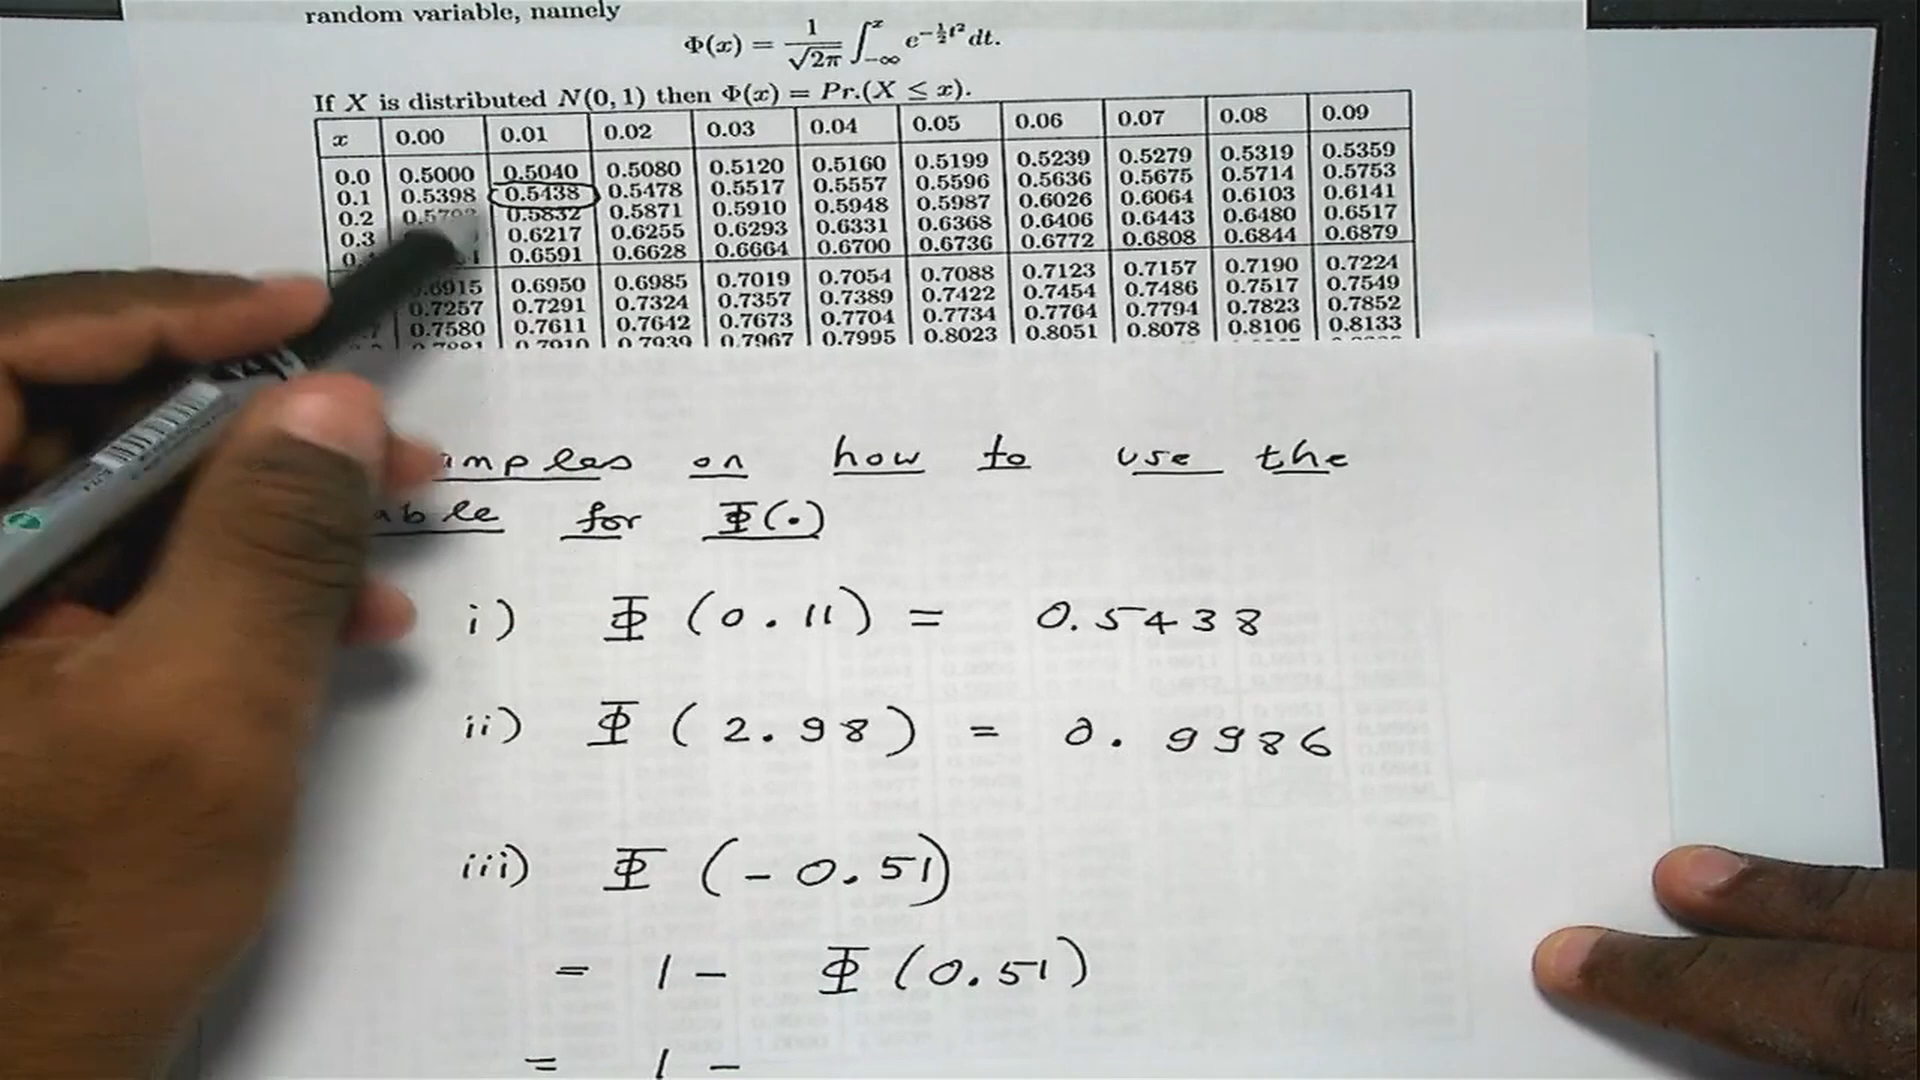 random variable, namely
Φ(x) = 1/√2π ∫_{-∞}^{x} e^{-½t²} dt.
If X is distributed N(0, 1) then Φ(x) = Pr.(X ≤ x).
x 0.00 0.01 0.02 0.03 0.04 0.05 0.06 0.07 0.08 0.09
0.0 0.5000 0.5040 0.5080 0.5120 0.5160 0.5199 0.5239 0.5279 0.5319 0.5359
0.1 0.5398 0.5438 0.5478 0.5517 0.5557 0.5596 0.5636 0.5675 0.5714 0.5753
0.2 0.5832 0.5871 0.5910 0.5948 0.5987 0.6026 0.6064 0.6103 0.6141
0.3 0.6217 0.6255 0.6293 0.6331 0.6368 0.6406 0.6443 0.6480 0.6517
0.6591 0.6628 0.6664 0.6700 0.6736 0.6772 0.6808 0.6844 0.6879
.6915 0.6950 0.6985 0.7019 0.7054 0.7088 0.7123 0.7157 0.7190 0.7224
0.7257 0.7291 0.7324 0.7357 0.7389 0.7422 0.7454 0.7486 0.7517 0.7549
0.7580 0.7611 0.7642 0.7673 0.7704 0.7734 0.7764 0.7794 0.7823 0.7852
0.7939 0.7967 0.7995 0.8023 0.8051 0.8078 0.8106 0.8133
amples on how to use the
able for Φ(.)
i) Φ (0.11) = 0.5438
ii) Φ (2.98) = 0.9986
iii) Φ (-0.51)
= 1 - Φ (0.51)
= 1 -